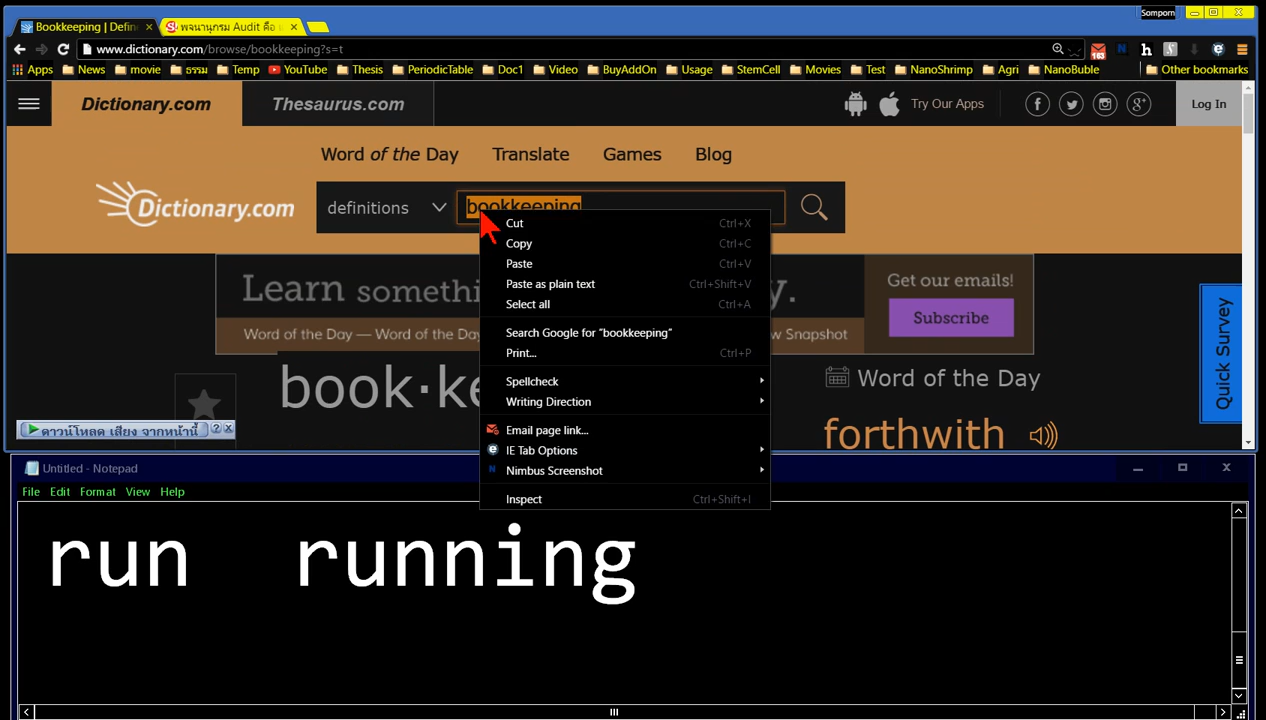 Somporn
Bookkeeping | Define
พจนานุกรม Audit คือ
www.dictionary.com/browse/bookkeeping?s=t
163
Apps News movie ธรรม Temp YouTube Thesis PeriodicTable Doc1 Video BuyAddOn Usage StemCell Movies Test NanoShrimp Agri NanoBuble Other bookmarks
Dictionary.com Thesaurus.com Try Our Apps Log In
Word of the Day Translate Games Blog
Dictionary.com definitions bookkeeping
Cut Ctrl+X
Copy Ctrl+C
Paste Ctrl+V
Paste as plain text Ctrl+Shift+V
Select all Ctrl+A
Search Google for “bookkeeping”
Print... Ctrl+P
Spellcheck
Writing Direction
Email page link...
IE Tab Options
Nimbus Screenshot
Inspect Ctrl+Shift+I
Learn somethi y.
Word of the Day — Word of the Day w Snapshot
Get our emails!
Subscribe
Quick Survey
book·ke
Word of the Day
forthwith
ดาวน์โหลด เสียง จากหน้านี้ ?
Untitled - Notepad
File Edit Format View Help
run running